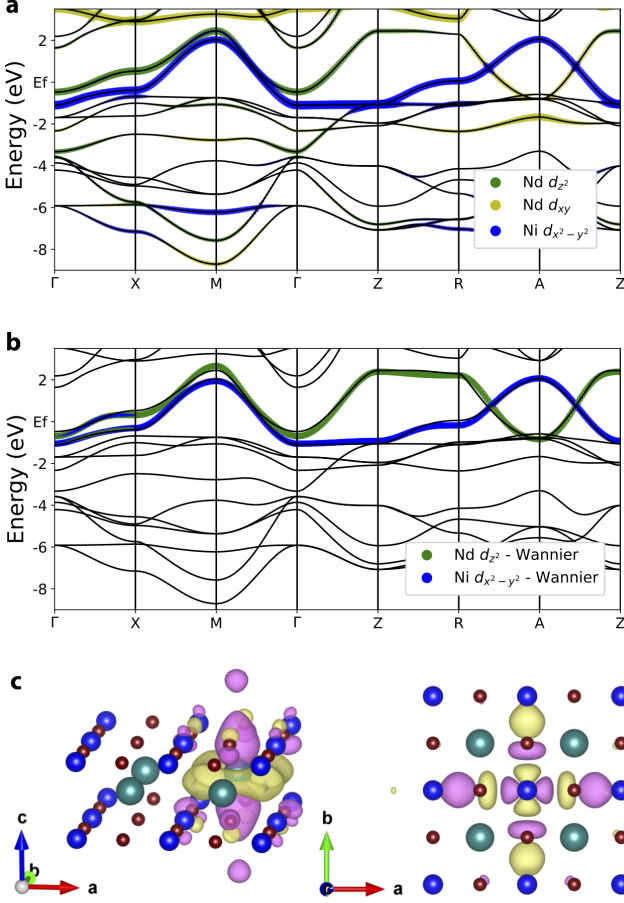 a
Energy (eV)
2
Ef
-2
-4
-6
-8
Nd d_{z^2}
Nd d_{xy}
Ni d_{x^2-y^2}
Γ X M Γ Z R A Z
b
Energy (eV)
2
Ef
-2
-4
-6
-8
Nd d_{z^2} - Wannier
Ni d_{x^2-y^2} - Wannier
Γ X M Γ Z R A Z
c
c
b
a
b
c
a